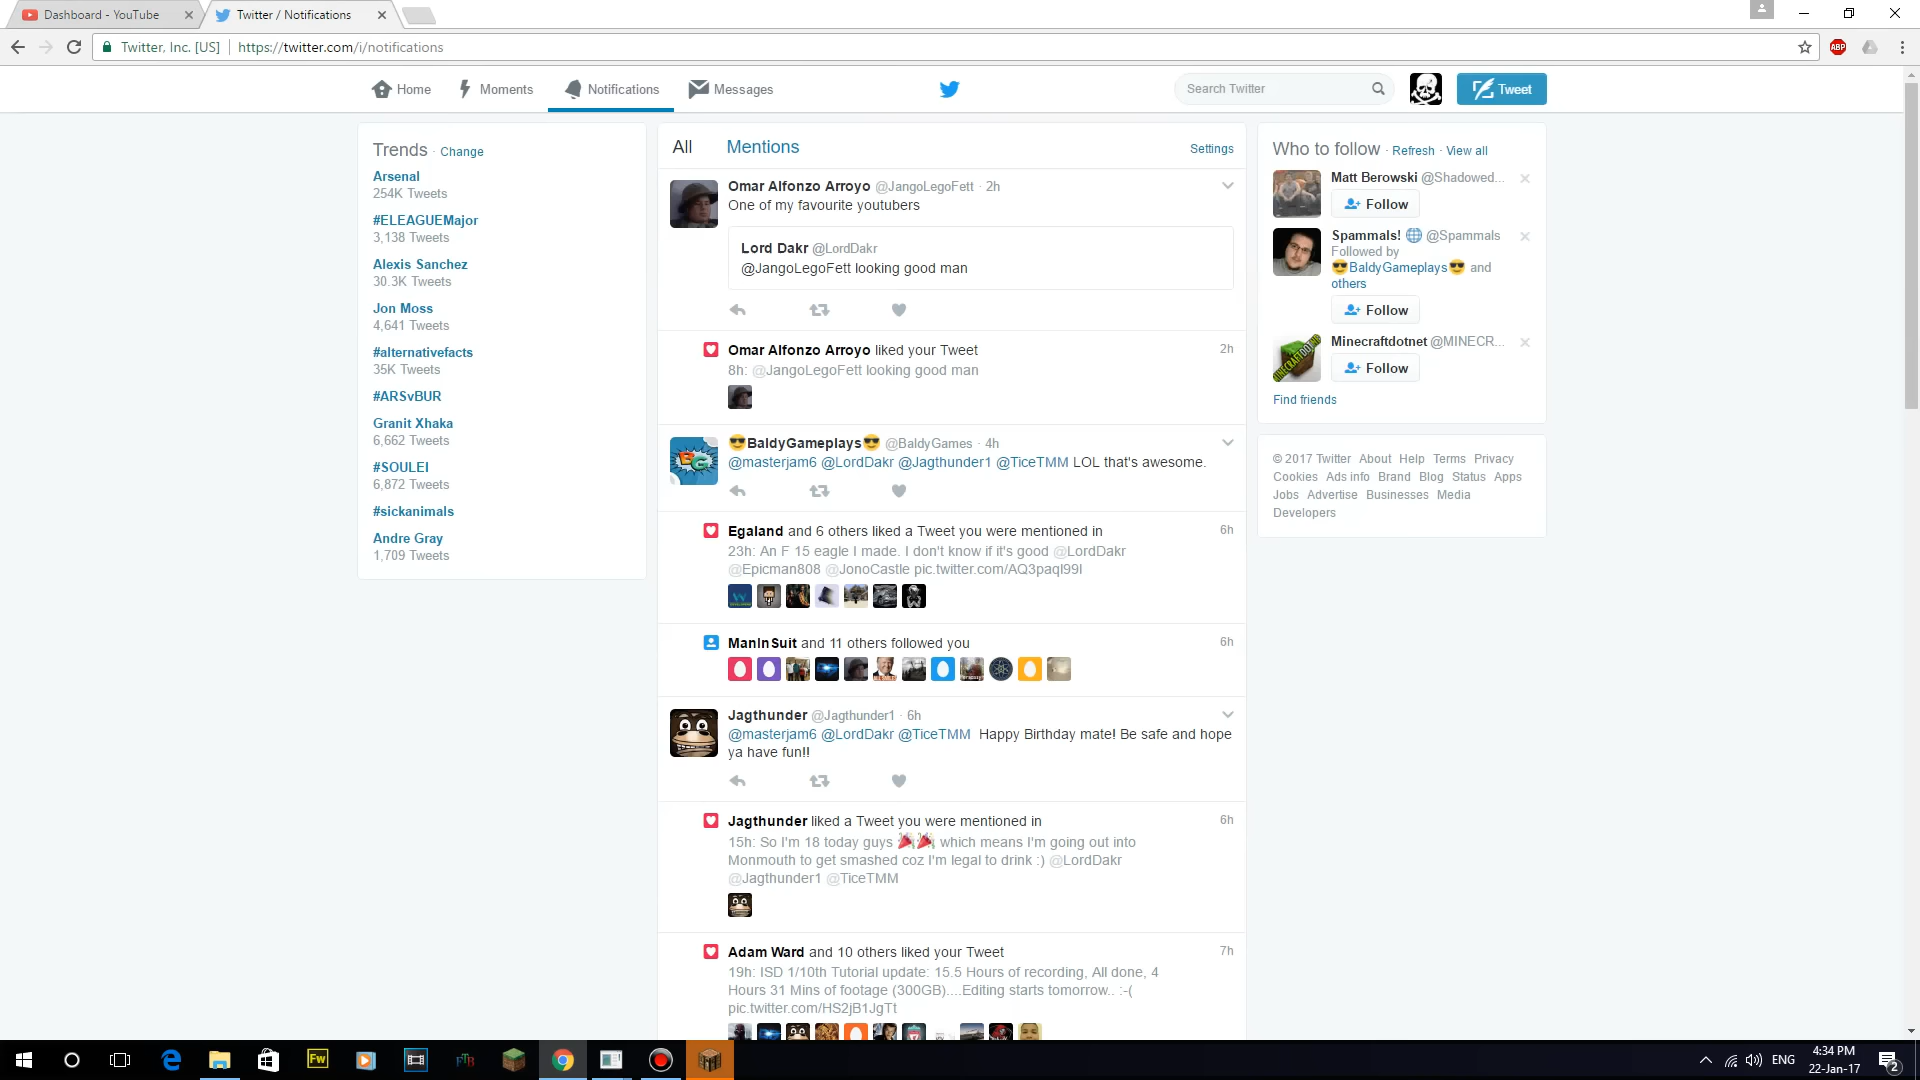 Dashboard - YouTube
Twitter / Notifications
Twitter, Inc. [US]
https://twitter.com/i/notifications
ABP
Home
Moments
Notifications
Messages
Search Twitter
Tweet
Trends · Change
Arsenal
254K Tweets
#ELEAGUEMajor
3,138 Tweets
Alexis Sanchez
30.3K Tweets
Jon Moss
4,641 Tweets
#alternativefacts
35K Tweets
#ARSvBUR
Granit Xhaka
6,662 Tweets
#SOULEI
6,872 Tweets
#sickanimals
Andre Gray
1,709 Tweets
All
Mentions
Settings
Omar Alfonzo Arroyo @JangoLegoFett · 2h
One of my favourite youtubers
Lord Dakr @LordDakr
@JangoLegoFett looking good man
Omar Alfonzo Arroyo liked your Tweet
2h
8h: @JangoLegoFett looking good man
😎BaldyGameplays😎 @BaldyGames · 4h
@masterjam6 @LordDakr @Jagthunder1 @TiceTMM LOL that's awesome.
Egaland and 6 others liked a Tweet you were mentioned in
6h
23h: An F 15 eagle I made. I don't know if it's good @LordDakr
@Epicman808 @JonoCastle pic.twitter.com/AQ3paqI99I
ManInSuit and 11 others followed you
6h
Jagthunder @Jagthunder1 · 6h
@masterjam6 @LordDakr @TiceTMM Happy Birthday mate! Be safe and hope
ya have fun!!
Jagthunder liked a Tweet you were mentioned in
6h
15h: So I'm 18 today guys 🎉🎉 which means I'm going out into
Monmouth to get smashed coz I'm legal to drink :) @LordDakr
@Jagthunder1 @TiceTMM
Adam Ward and 10 others liked your Tweet
7h
19h: ISD 1/10th Tutorial update: 15.5 Hours of recording, All done, 4
Hours 31 Mins of footage (300GB)....Editing starts tomorrow.. :-(
pic.twitter.com/HS2jB1JgTt
Who to follow · Refresh · View all
Matt Berowski @Shadowed...
Follow
Spammals! 🌐 @Spammals
Followed by
😎BaldyGameplays😎 and
others
Follow
Minecraftdotnet @MINECR...
Follow
Find friends
© 2017 Twitter About Help Terms Privacy
Cookies Ads info Brand Blog Status Apps
Jobs Advertise Businesses Media
Developers
Fw
FTB
ENG
4:34 PM
22-Jan-17
2